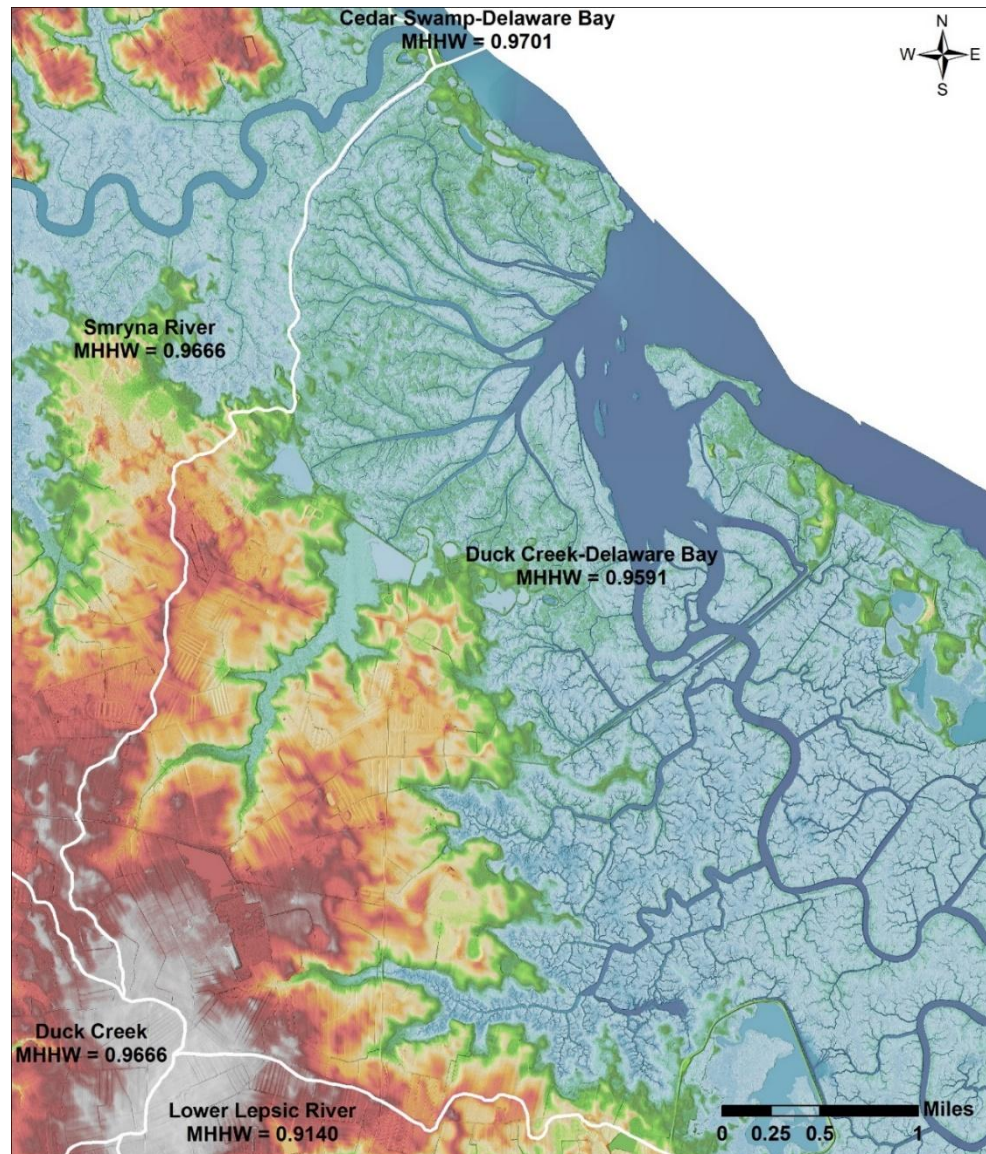 Cedar Swamp-Delaware Bay
MHHW = 0.9701
N
W E
S
Smryna River
MHHW = 0.9666
Duck Creek-Delaware Bay
MHHW = 0.9591
Duck Creek
MHHW = 0.9666
Lower Lepsic River
MHHW = 0.9140
Miles
0 0.25 0.5 1